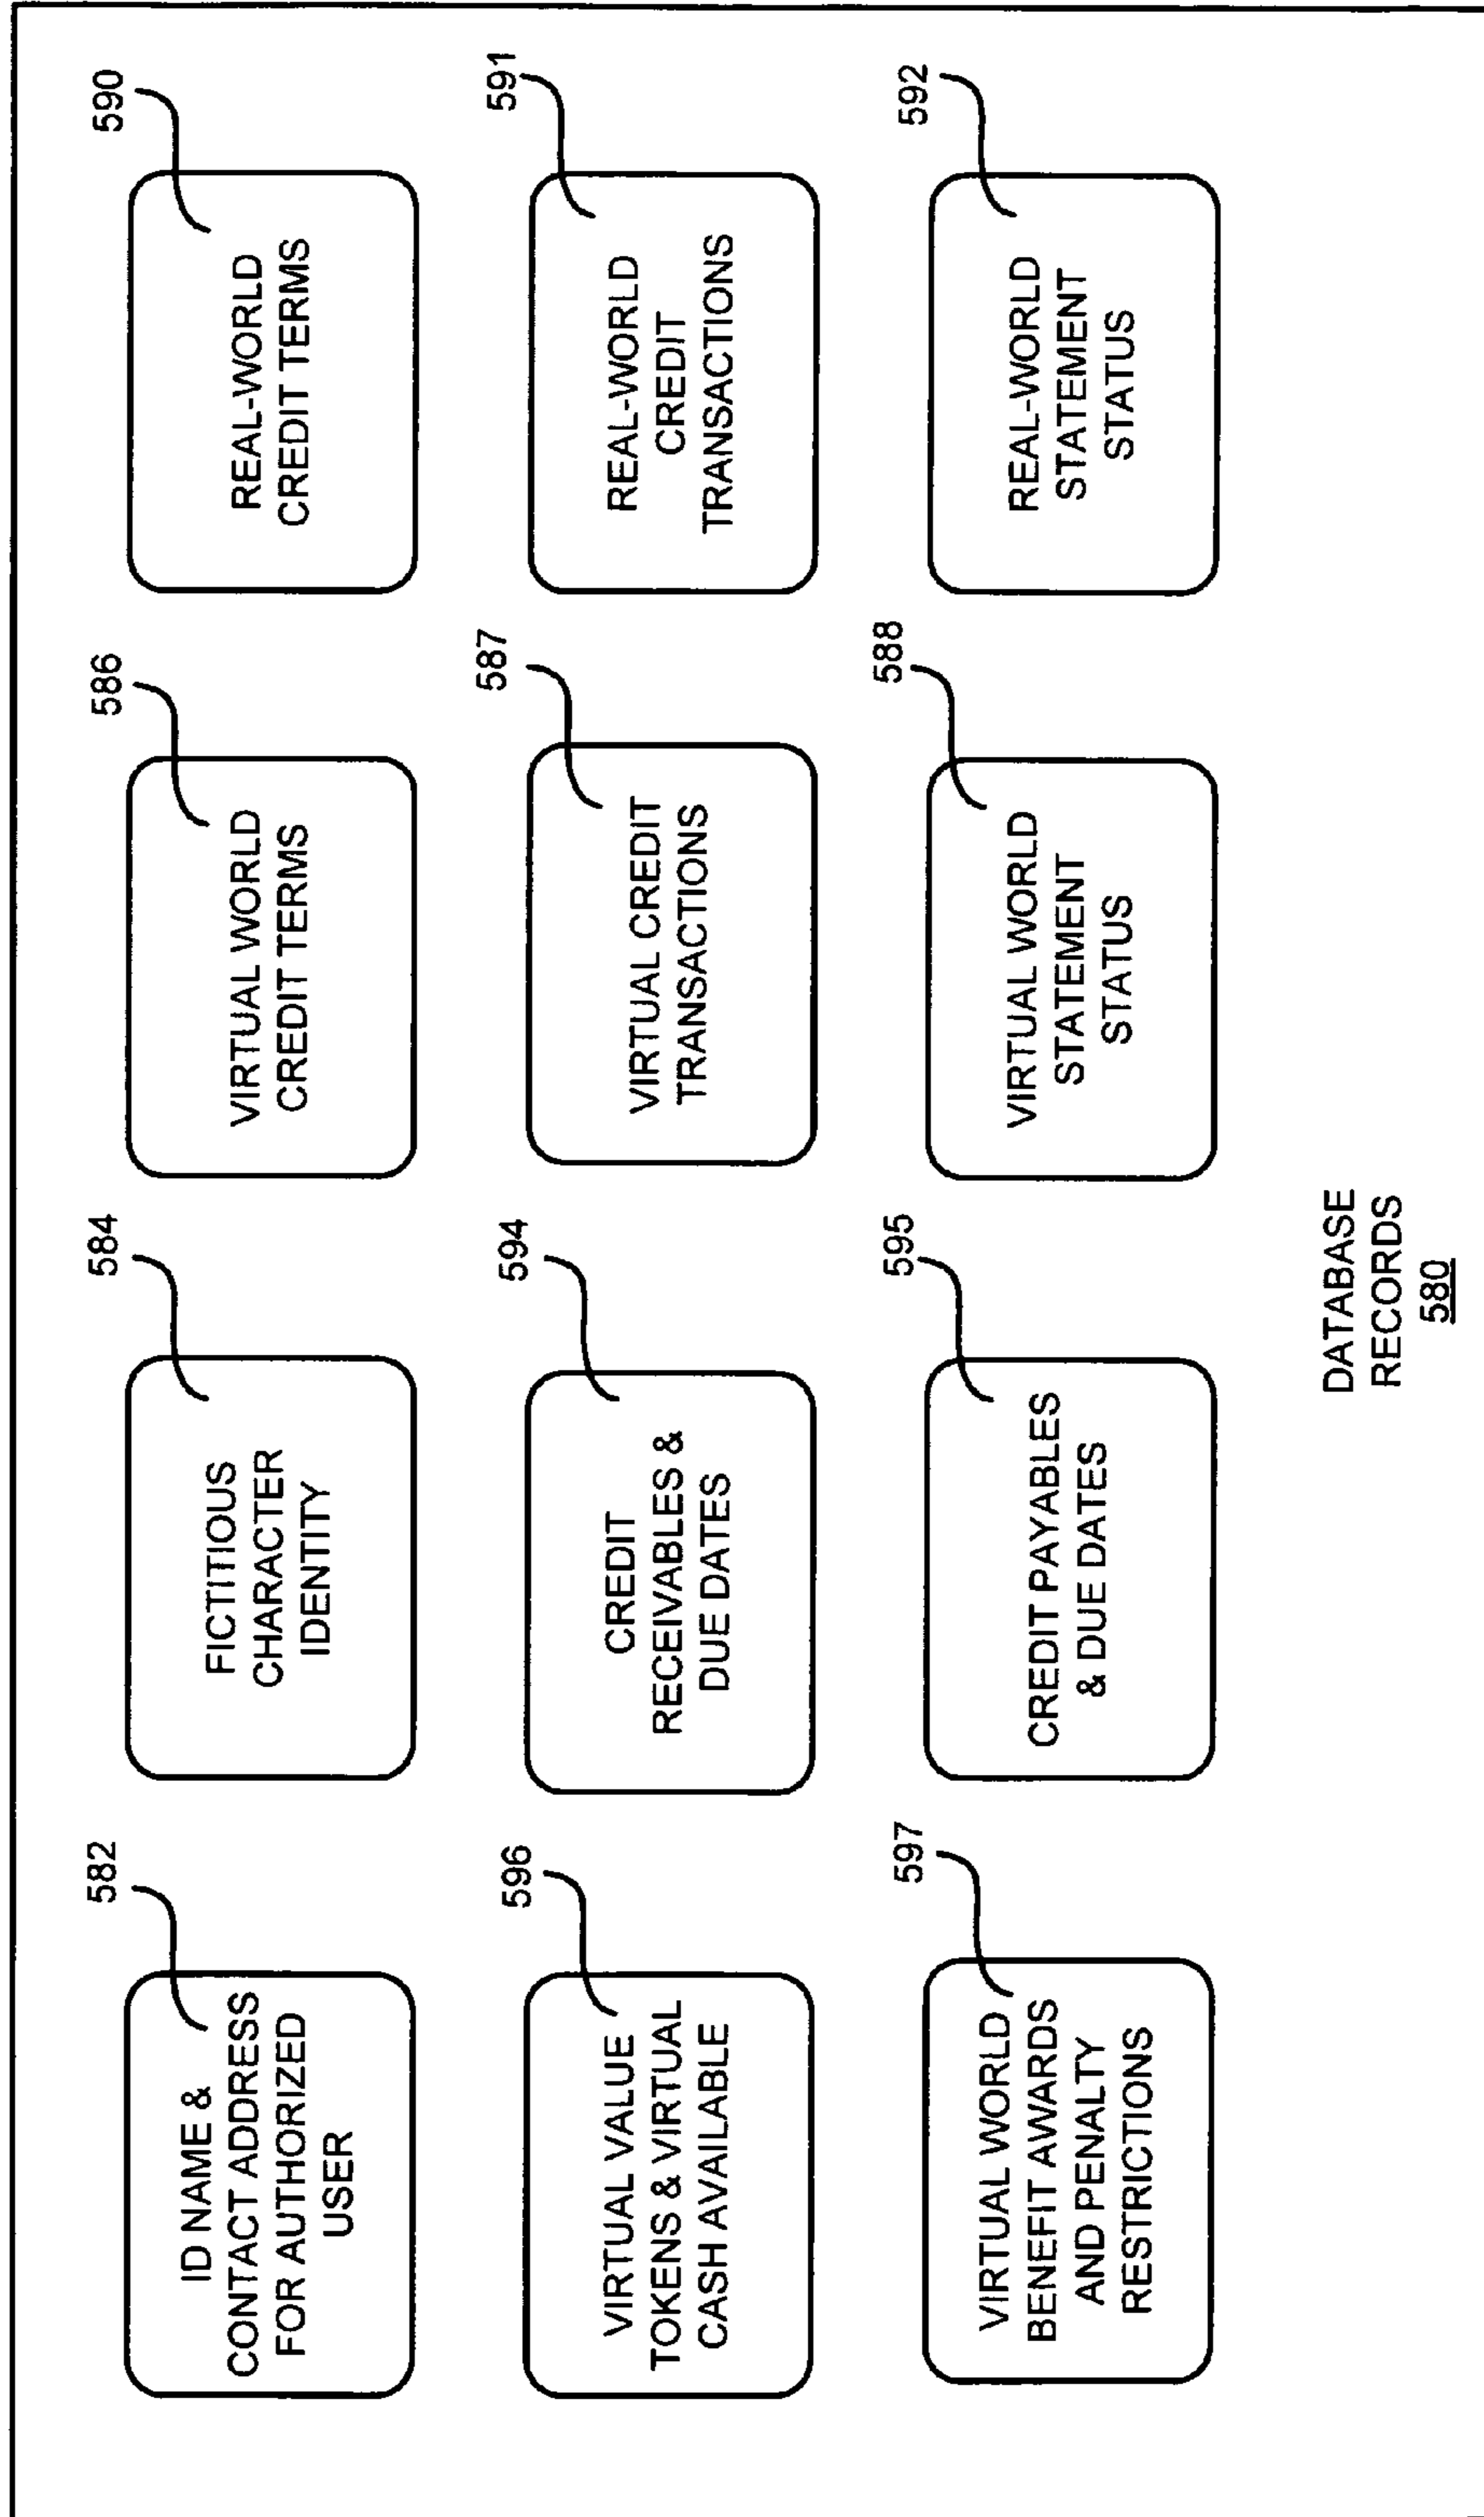 582
ID NAME &
CONTACT ADDRESS
FOR AUTHORIZED
USER
584
FICTITIOUS
CHARACTER
IDENTITY
586
VIRTUAL WORLD
CREDIT TERMS
590
REAL-WORLD
CREDIT TERMS
596
VIRTUAL VALUE
TOKENS & VIRTUAL
CASH AVAILABLE
594
CREDIT
RECEIVABLES &
DUE DATES
587
VIRTUAL CREDIT
TRANSACTIONS
591
REAL-WORLD
CREDIT
TRANSACTIONS
597
VIRTUAL WORLD
BENEFIT AWARDS
AND PENALTY
RESTRICTIONS
595
CREDIT PAYABLES
& DUE DATES
588
VIRTUAL WORLD
STATEMENT
STATUS
592
REAL-WORLD
STATEMENT
STATUS
DATABASE
RECORDS
580